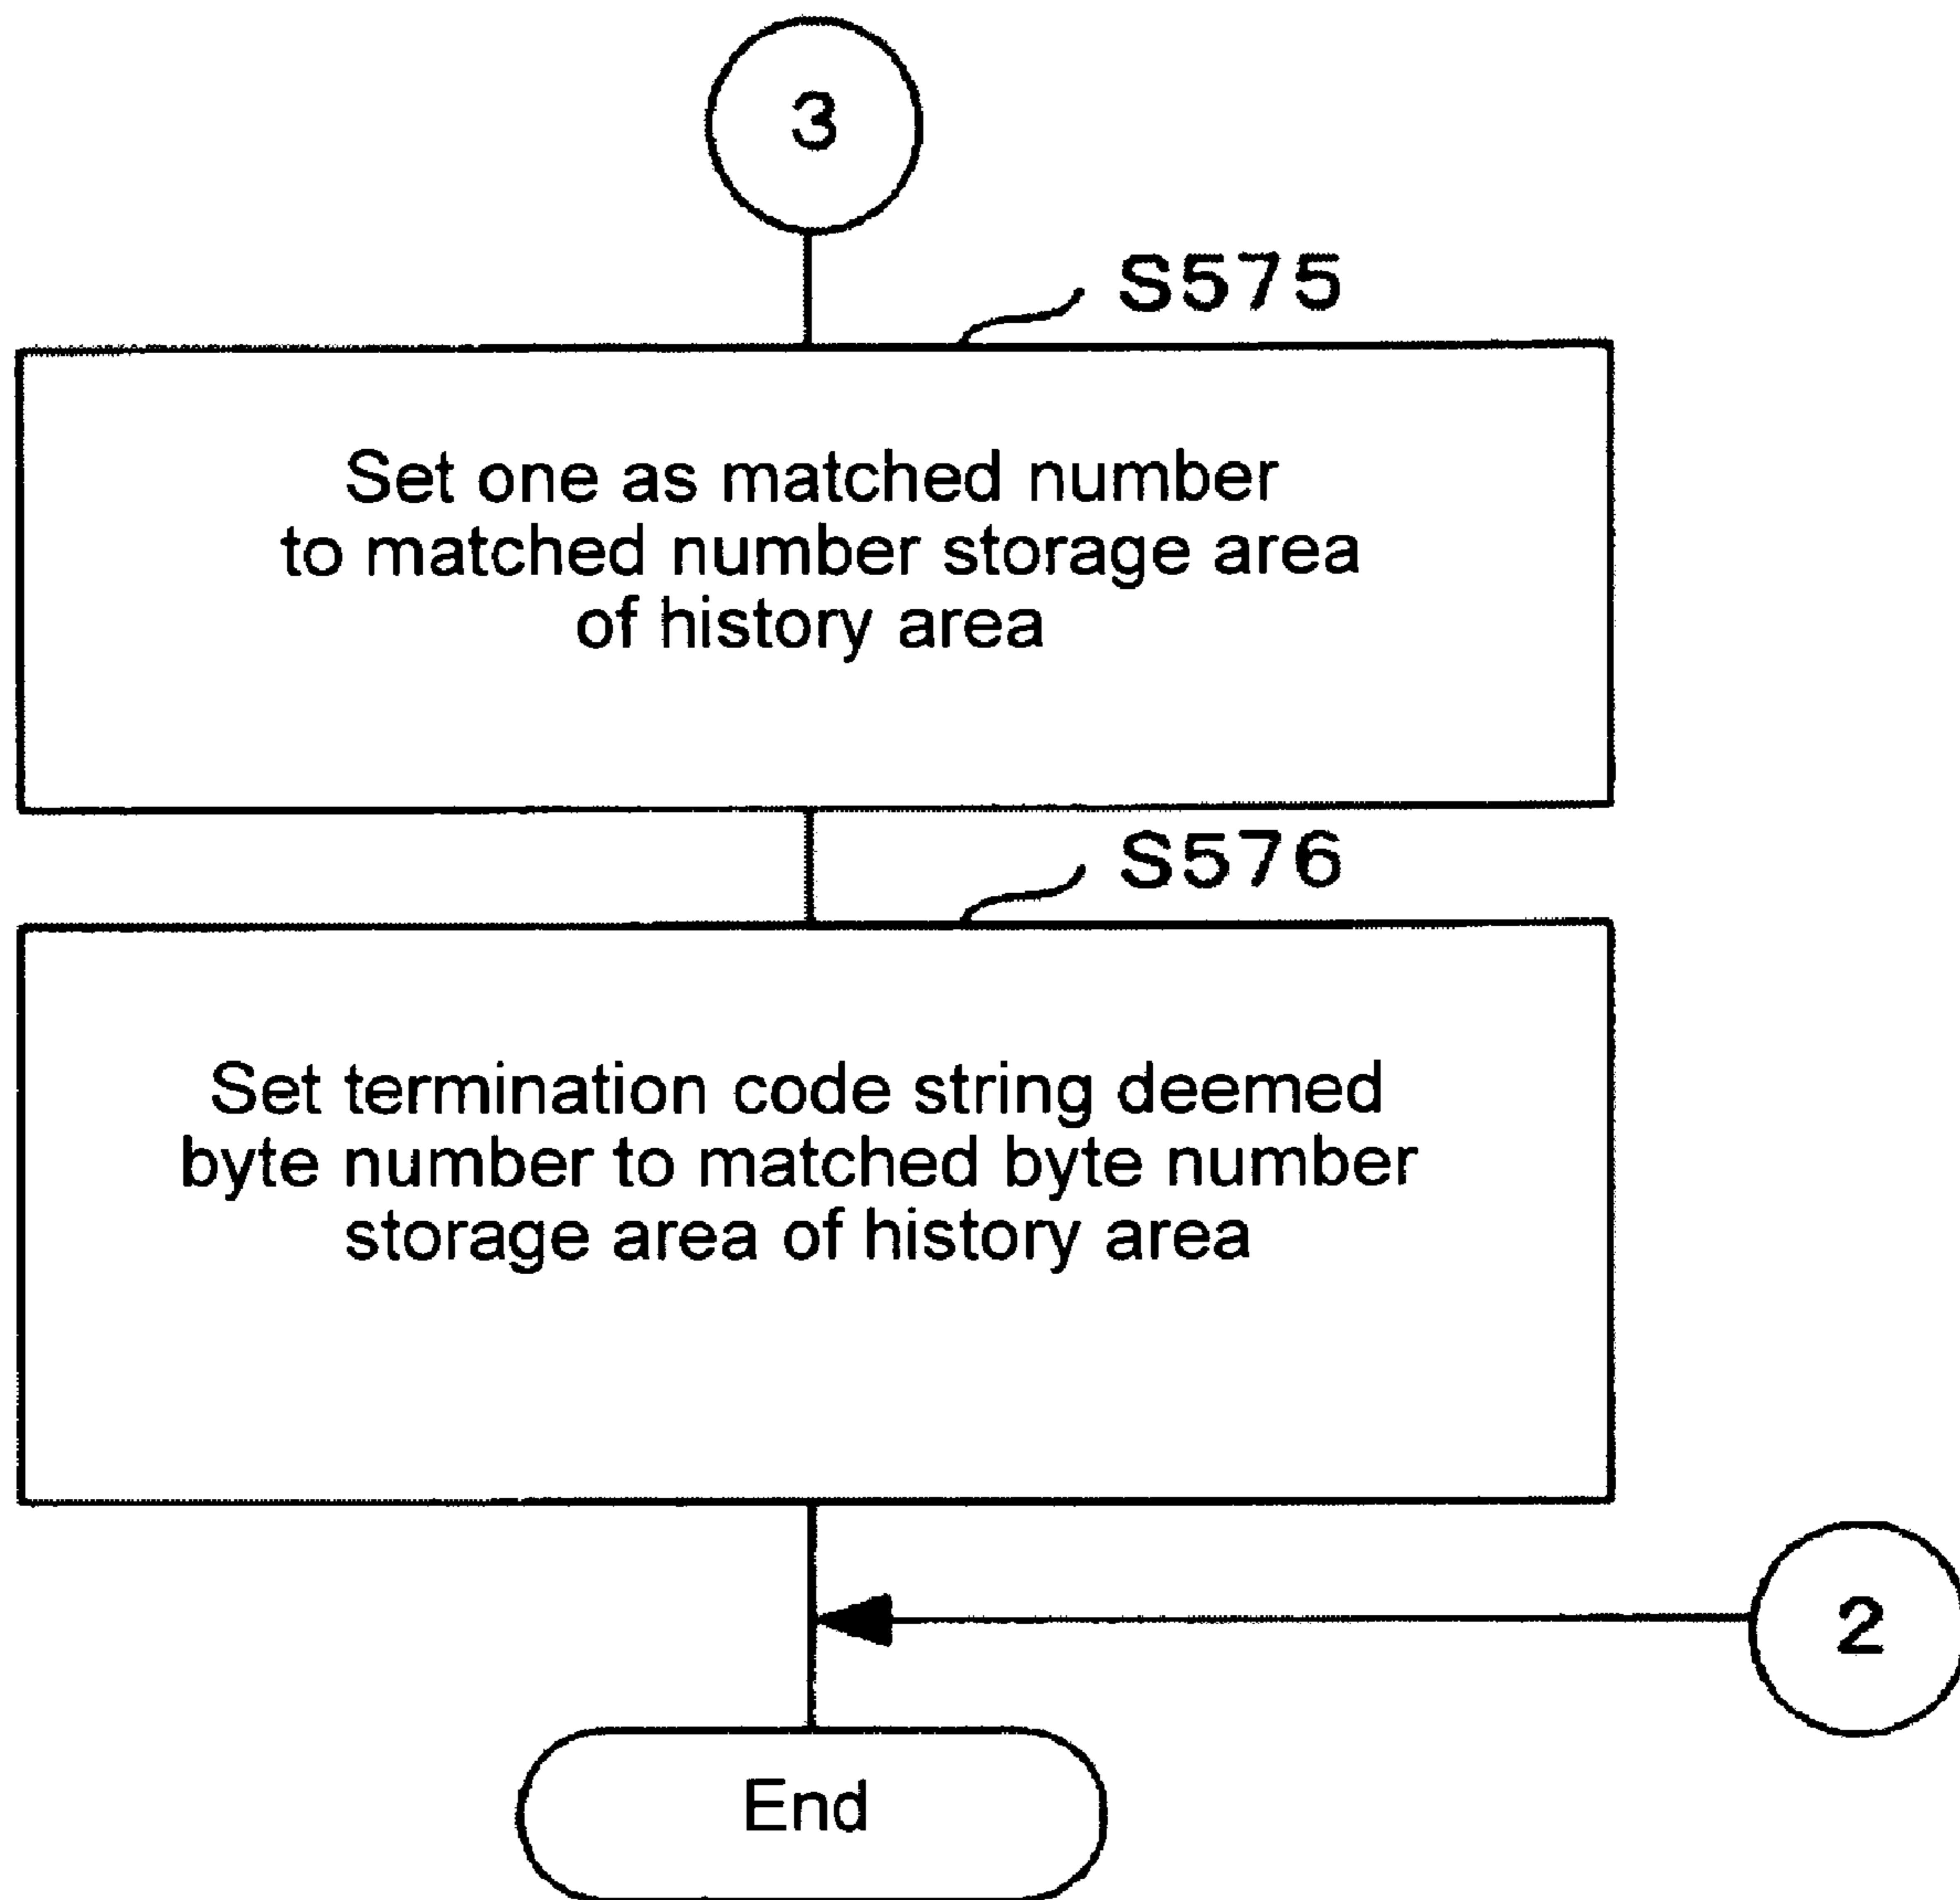 3
S575
Set one as matched number
to matched number storage area
of history area
S576
Set termination code string deemed
byte number to matched byte number
storage area of history area
2
End